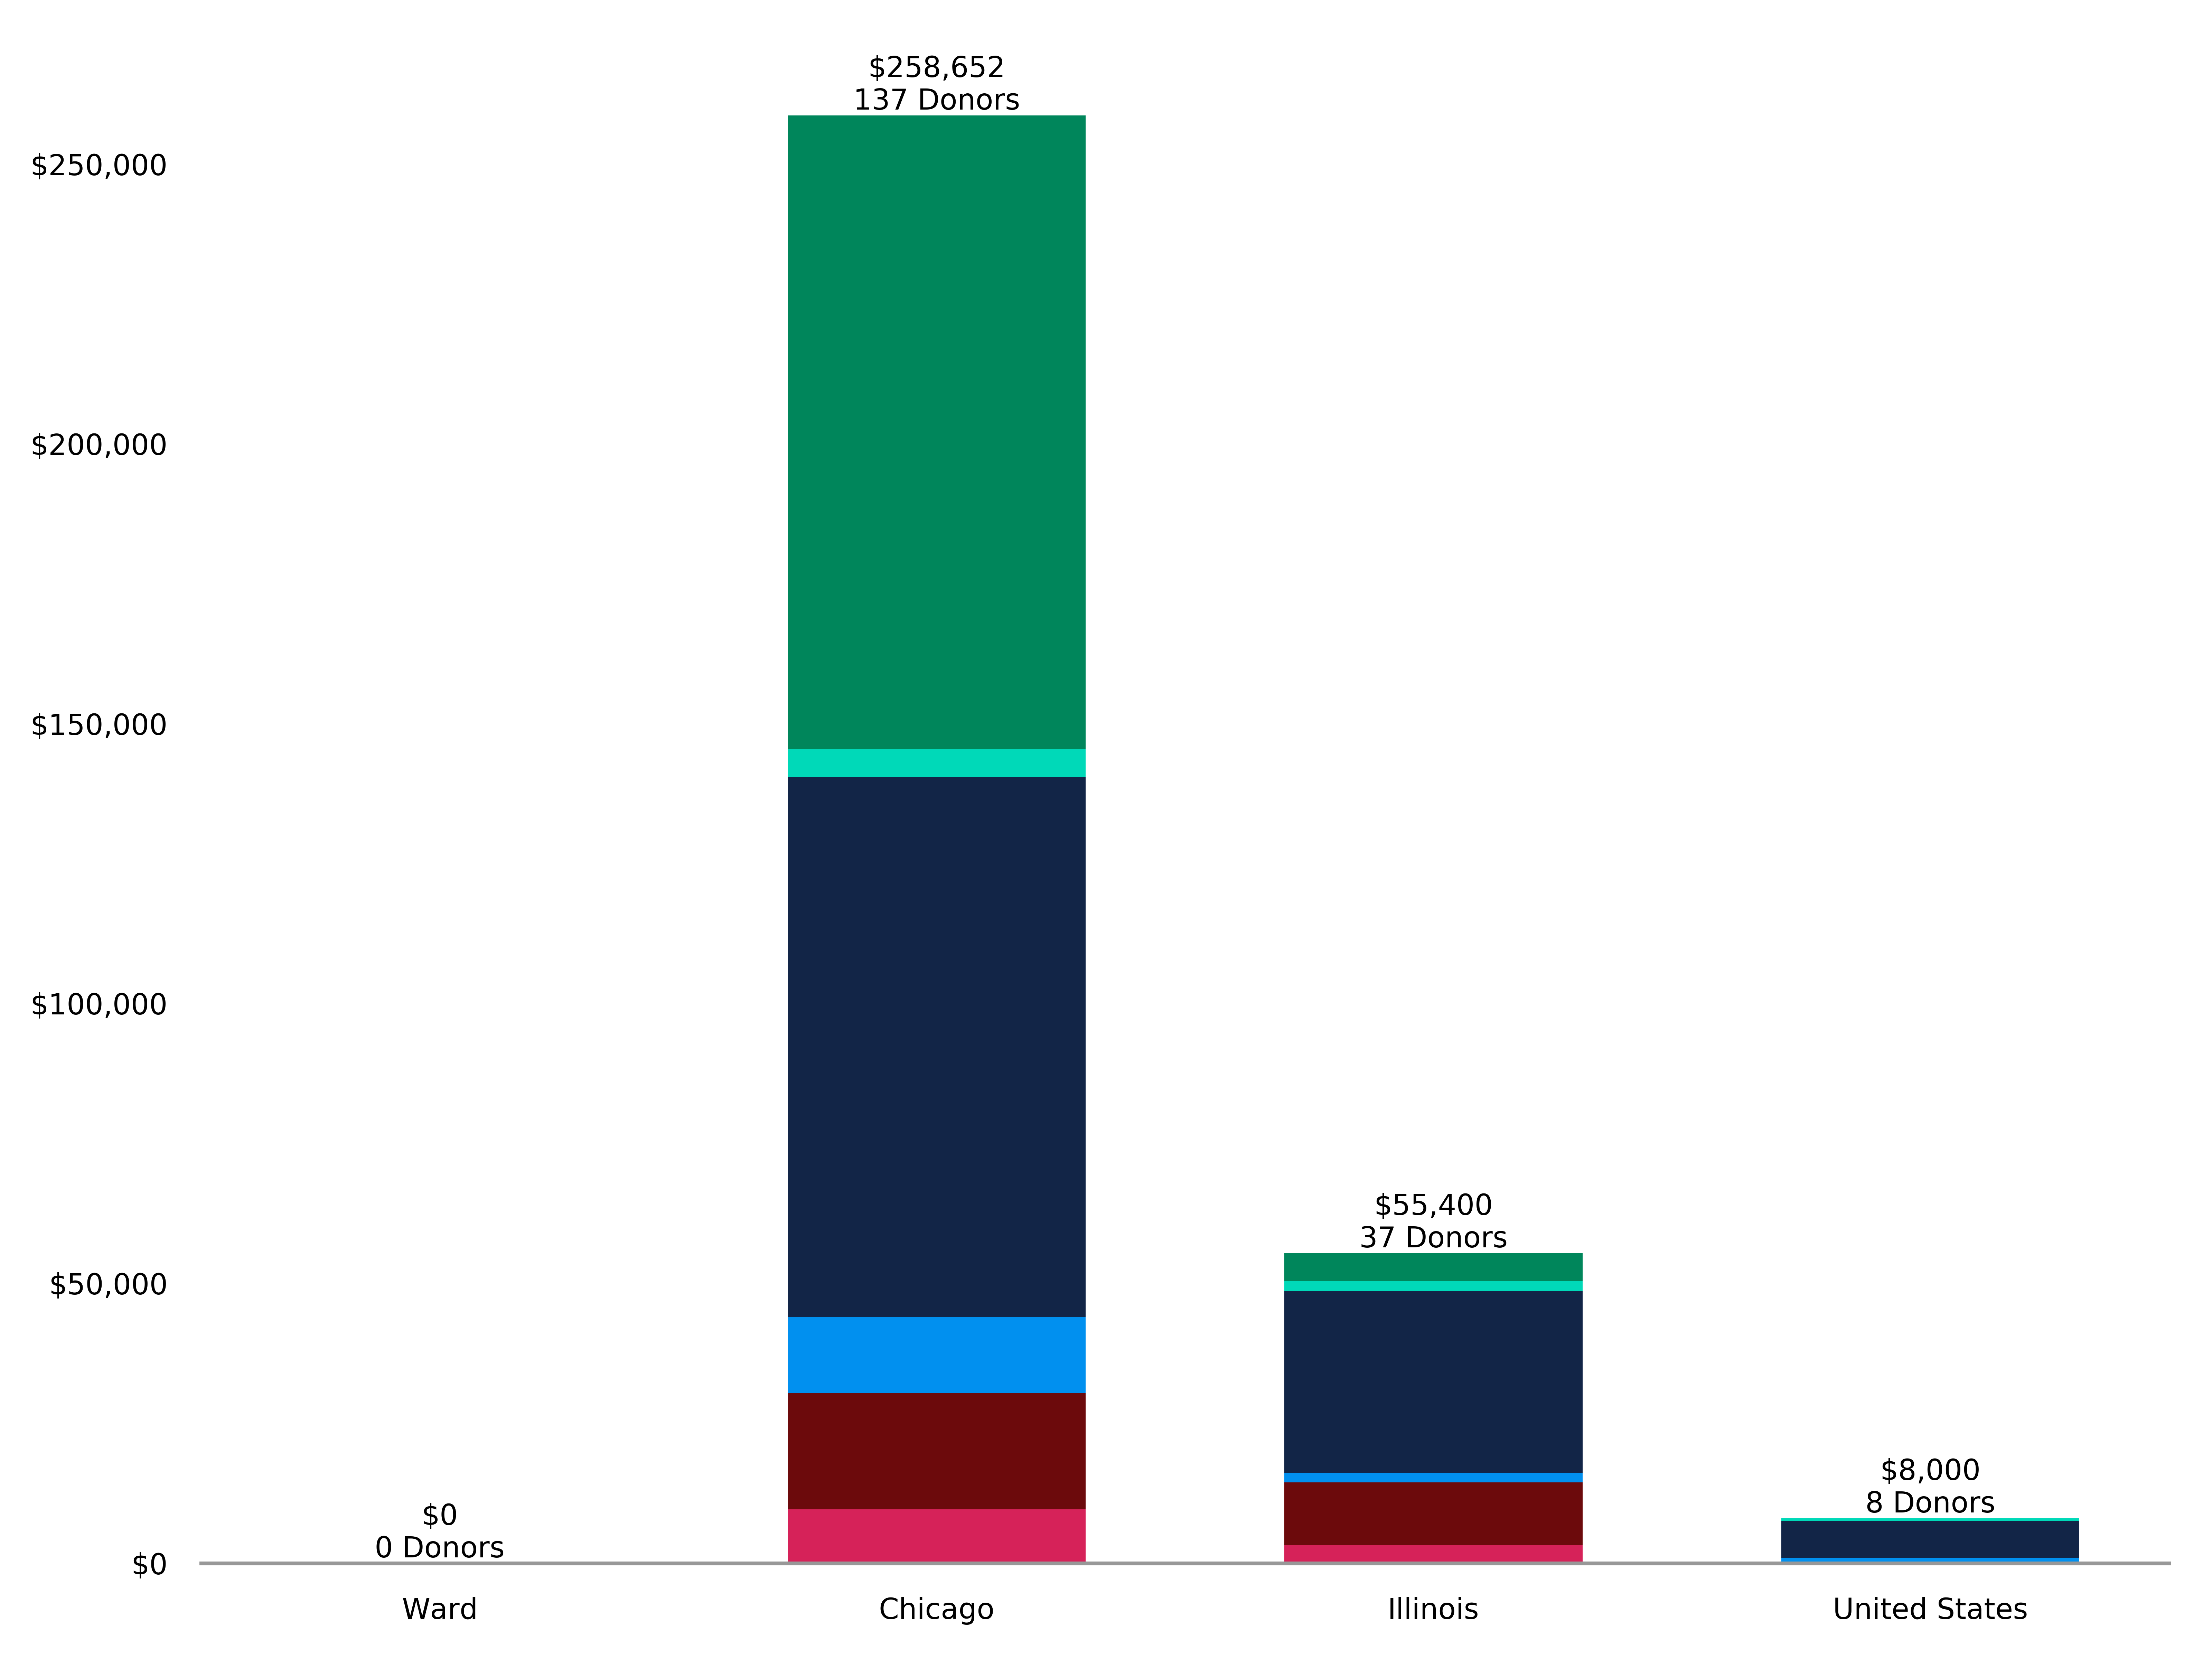 $258,652
137 Donors
$250,000
$200,000
$150,000
$100,000
$55,400
37 Donors
$50,000
$8,000
8 Donors
$0
0 Donors
$0
Ward
Chicago
Illinois
United States